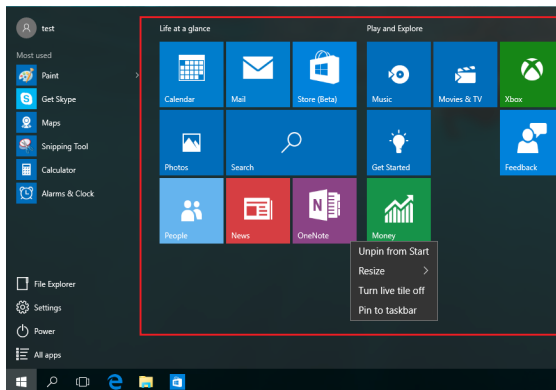 test
Most used
Paint
Get Skype
Maps
Snipping Tool
Calculator
Alarms & Clock
File Explorer
Settings
Power
All apps
Life at a glance
Play and Explore
Calendar
Mail
Store (Beta)
Music
Movies & TV
Xbox
Photos
Search
Get Started
Feedback
People
News
OneNote
Money
Unpin from Start
Resize
Turn live tile off
Pin to taskbar